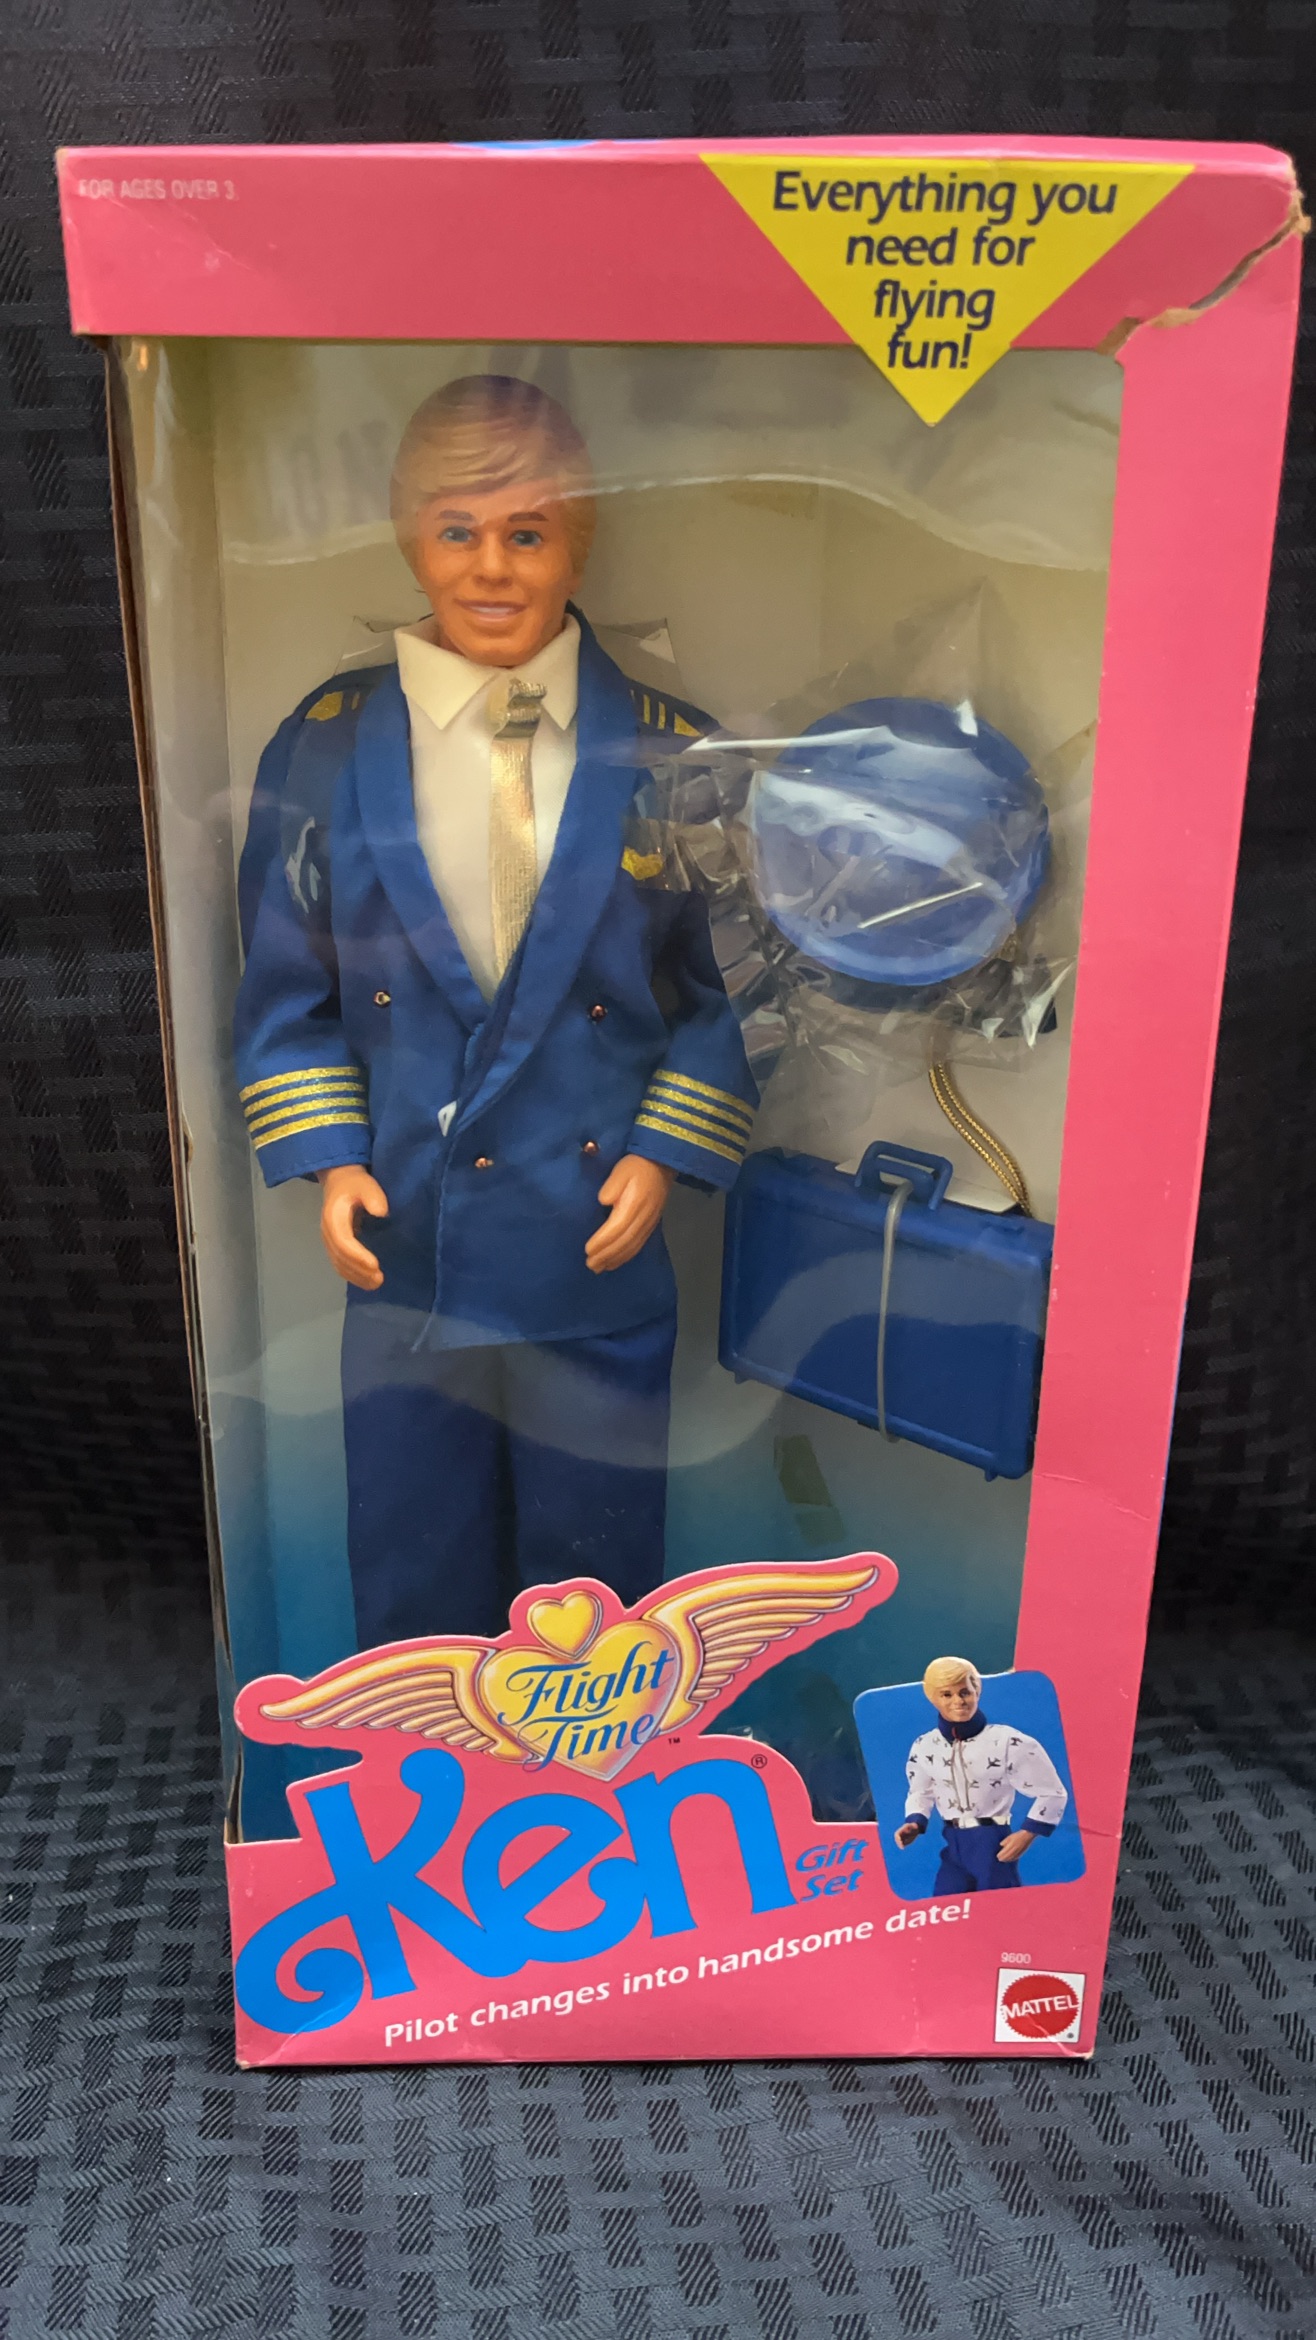 FOR AGES OVER 3
Everything you
need for
flying
fun!
Flight
Time™
Ken®
Gift
Set
Pilot changes into handsome date!
9600
MATTEL